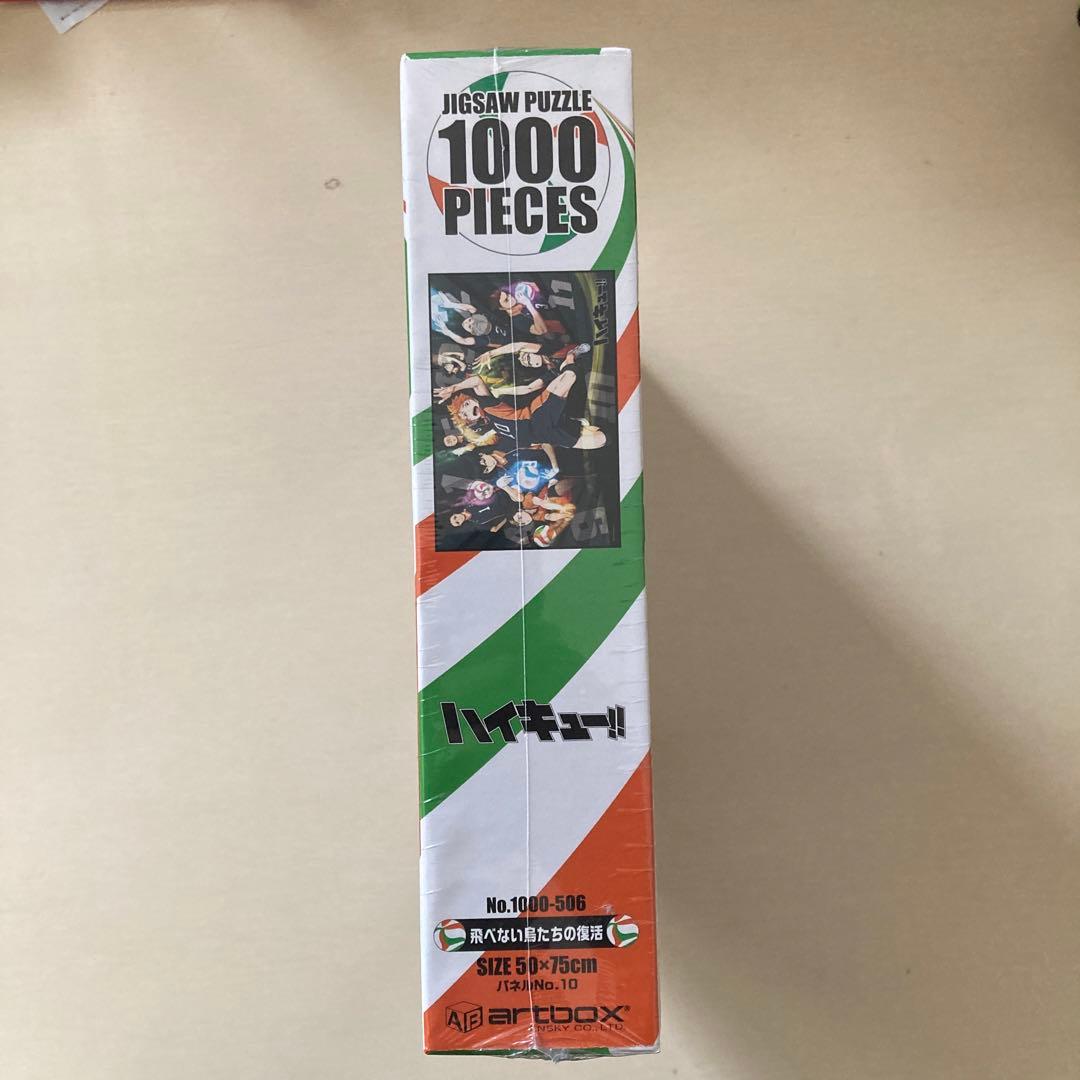 JIGSAW PUZZLE
1000
PIECES
ハイキュー!!
ハイキュー!!
No.1000-506
飛べない烏たちの復活
SIZE 50×75cm
パネルNo.10
AB artbox®
ENSKY CO., LTD.